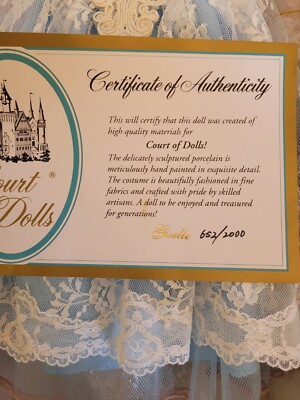 Certificate of Authenticity
This will certify that this doll was created of
high quality materials for
Court of Dolls!
The delicately sculptured porcelain is
meticulously hand painted in exquisite detail.
The costume is beautifully fashioned in fine
fabrics and crafted with pride by skilled
artisans. A doll to be enjoyed and treasured
for generations!
652/2000
ourt ®
Dolls